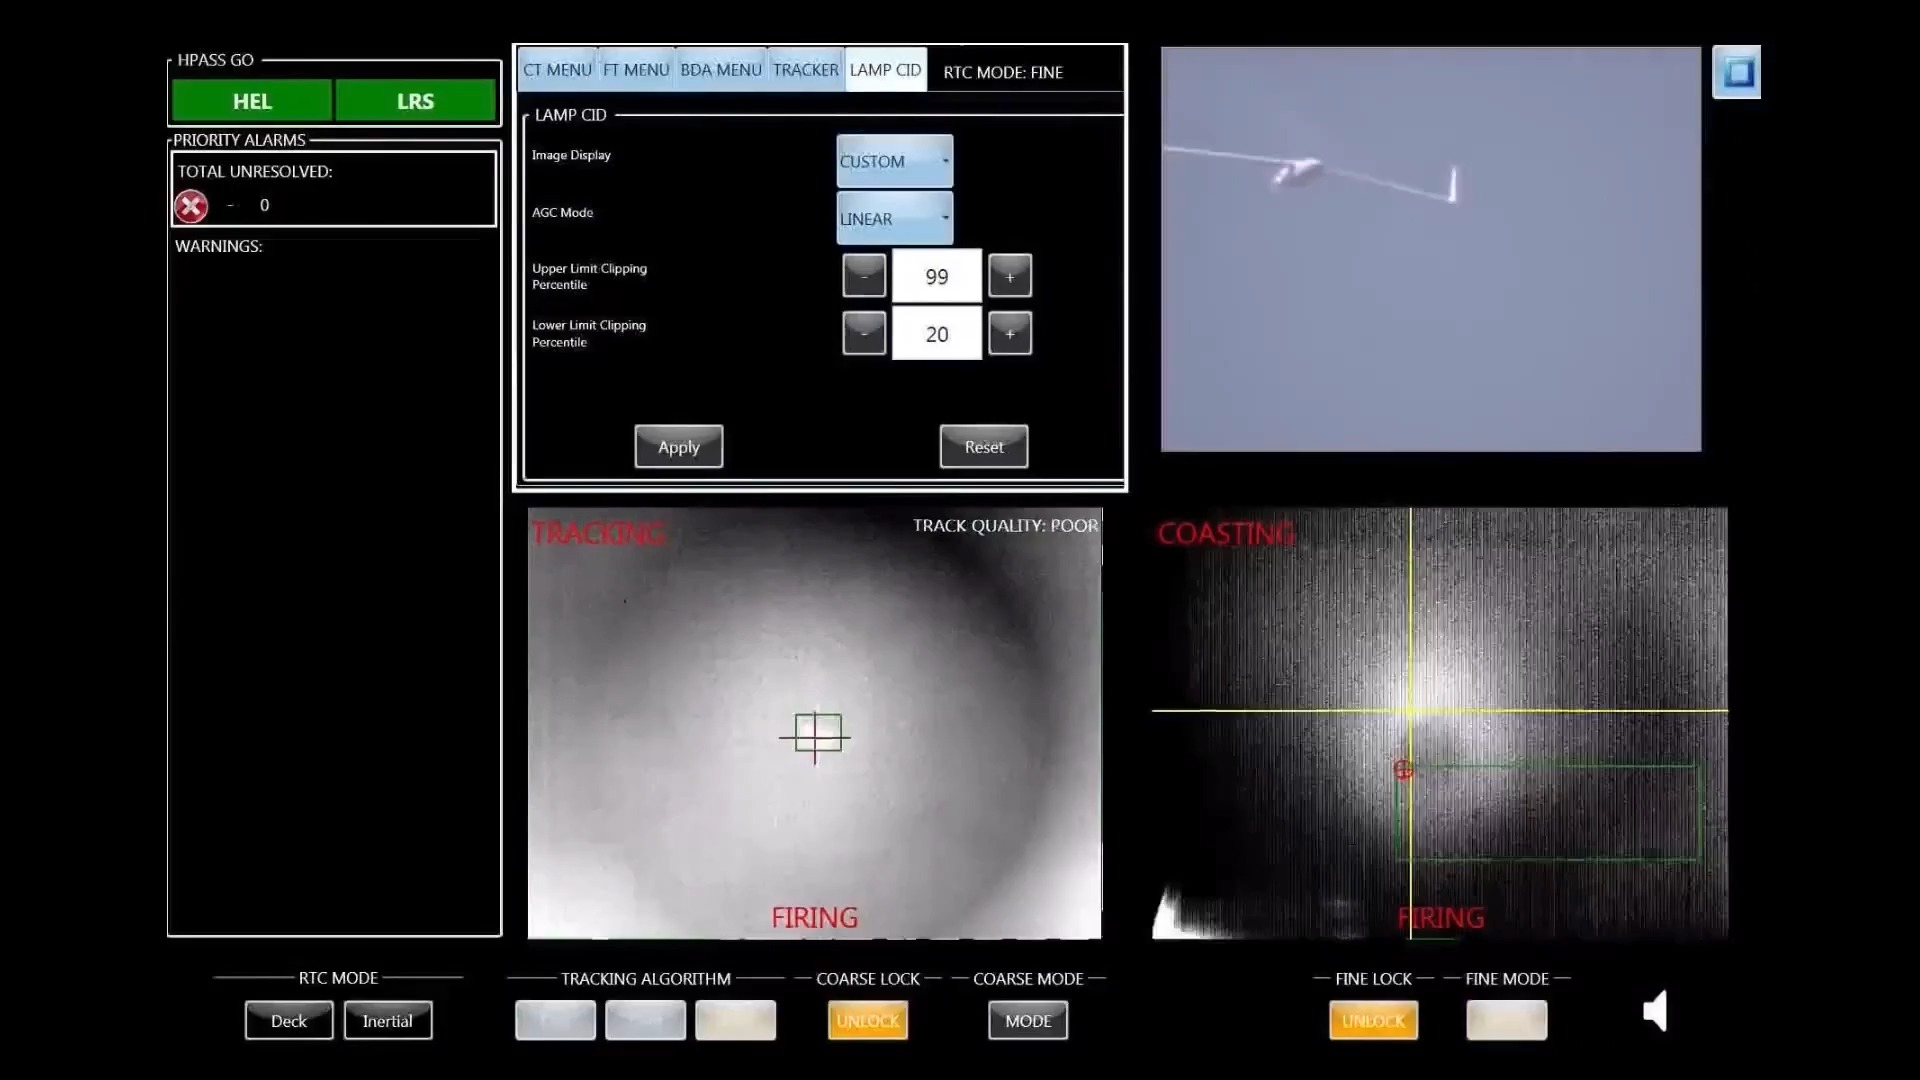 HPASS GO
HEL
LRS
PRIORITY ALARMS
TOTAL UNRESOLVED:
- 0
WARNINGS:
CT MENU
FT MENU
BDA MENU
TRACKER
LAMP CID
RTC MODE: FINE
LAMP CID
Image Display
CUSTOM
AGC Mode
LINEAR
Upper Limit Clipping
Percentile
- 99 +
Lower Limit Clipping
Percentile
- 20 +
Apply
Reset
TRACKING
TRACK QUALITY: POOR
FIRING
COASTING
FIRING
RTC MODE
Deck
Inertial
TRACKING ALGORITHM
COARSE LOCK
UNLOCK
COARSE MODE
MODE
FINE LOCK
UNLOCK
FINE MODE